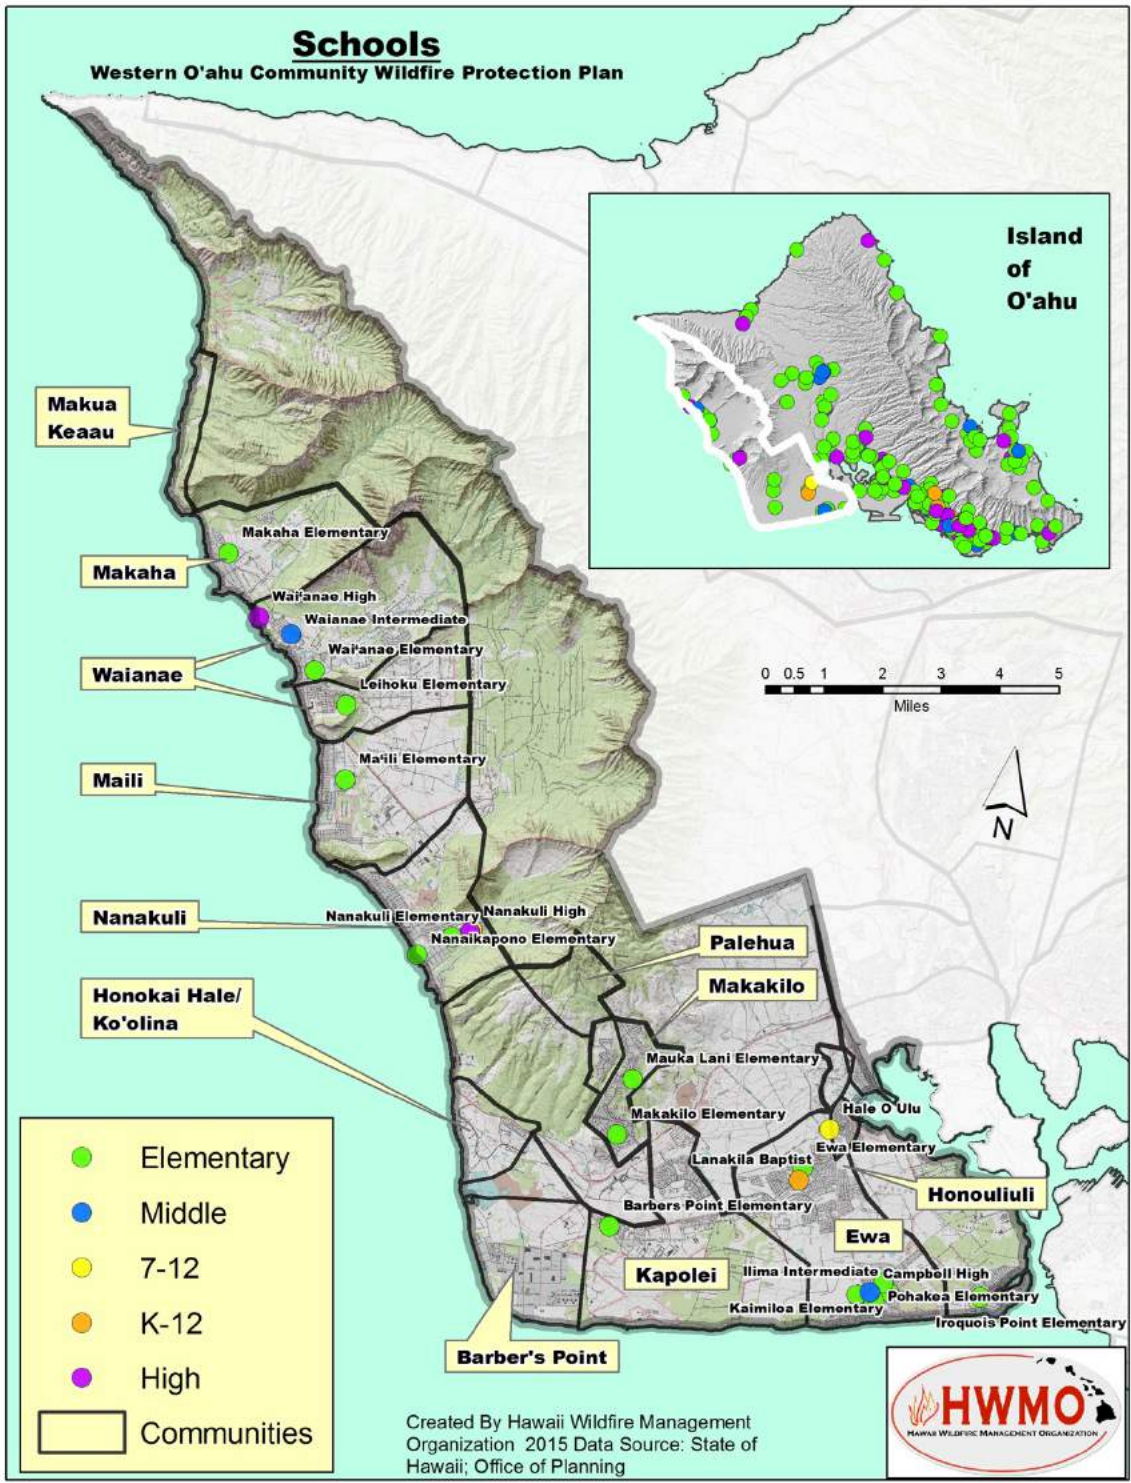 Schools
Western O'ahu Community Wildfire Protection Plan
Island
of
O'ahu
Makua
Keaau
Makaha Elementary
Makaha
Wai'anae High
Waianae Intermediate
Wai'anae Elementary
Waianae
Leihoku Elementary
0 0.5 1 2 3 4 5
Miles
Ma'ili Elementary
Maili
N
Nanakuli
Nanakuli Elementary
Nanakuli High
Nanaikapono Elementary
Palehua
Makakilo
Honokai Hale/
Ko'olina
Mauka Lani Elementary
Makakilo Elementary
Hale O Ulu
Ewa Elementary
Lanakila Baptist
Honouliuli
Barbers Point Elementary
Ewa
Kapolei
Ilima Intermediate
Campbell High
Pohakea Elementary
Kaimiloa Elementary
Iroquois Point Elementary
Barber's Point
Elementary
Middle
7-12
K-12
High
Communities
Created By Hawaii Wildfire Management
Organization 2015 Data Source: State of
Hawaii; Office of Planning
HWMO
HAWAII WILDFIRE MANAGEMENT ORGANIZATION